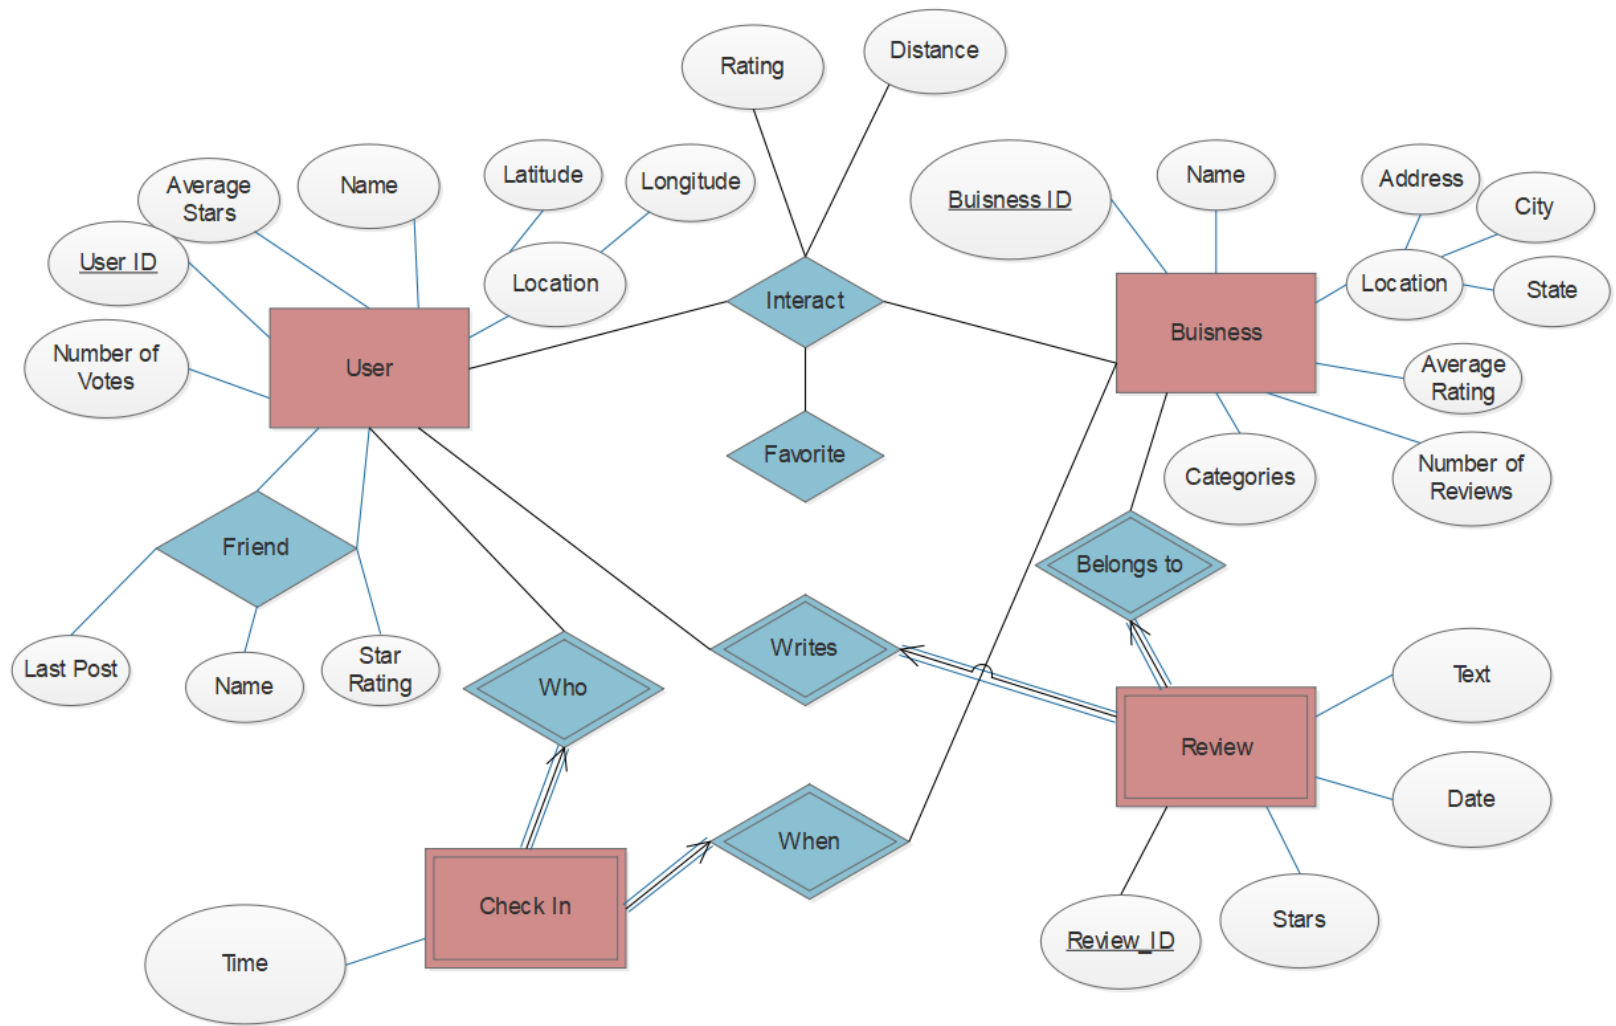 Rating
Distance
Average
Stars
Name
Latitude
Longitude
Buisness ID
Name
Address
City
User ID
Location
Interact
Location
State
Number of
Votes
User
Buisness
Average
Rating
Favorite
Categories
Number of
Reviews
Friend
Belongs to
Last Post
Name
Star
Rating
Who
Writes
Text
Review
Date
When
Check In
Time
Review_ID
Stars